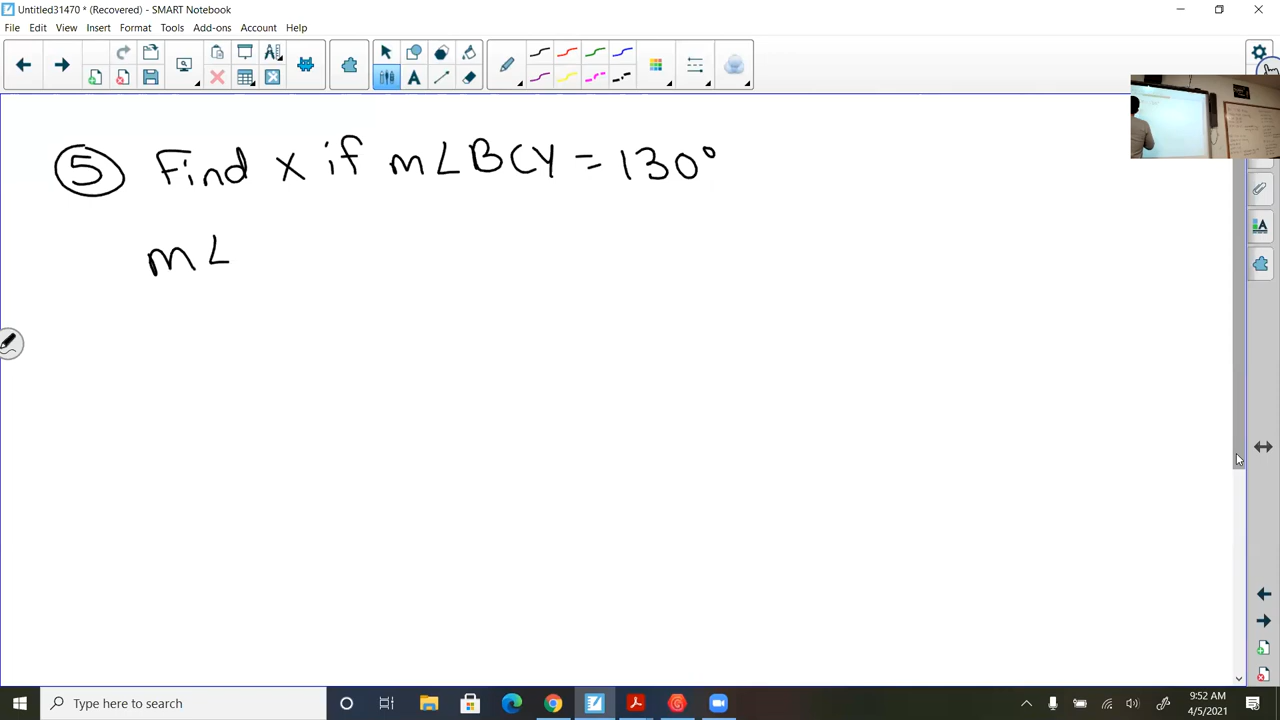 Untitled31470 * (Recovered) - SMART Notebook
File Edit View Insert Format Tools Add-ons Account Help
⑤ Find x if m∠BCY = 130°
m∠
Type here to search
9:52 AM
4/5/2021